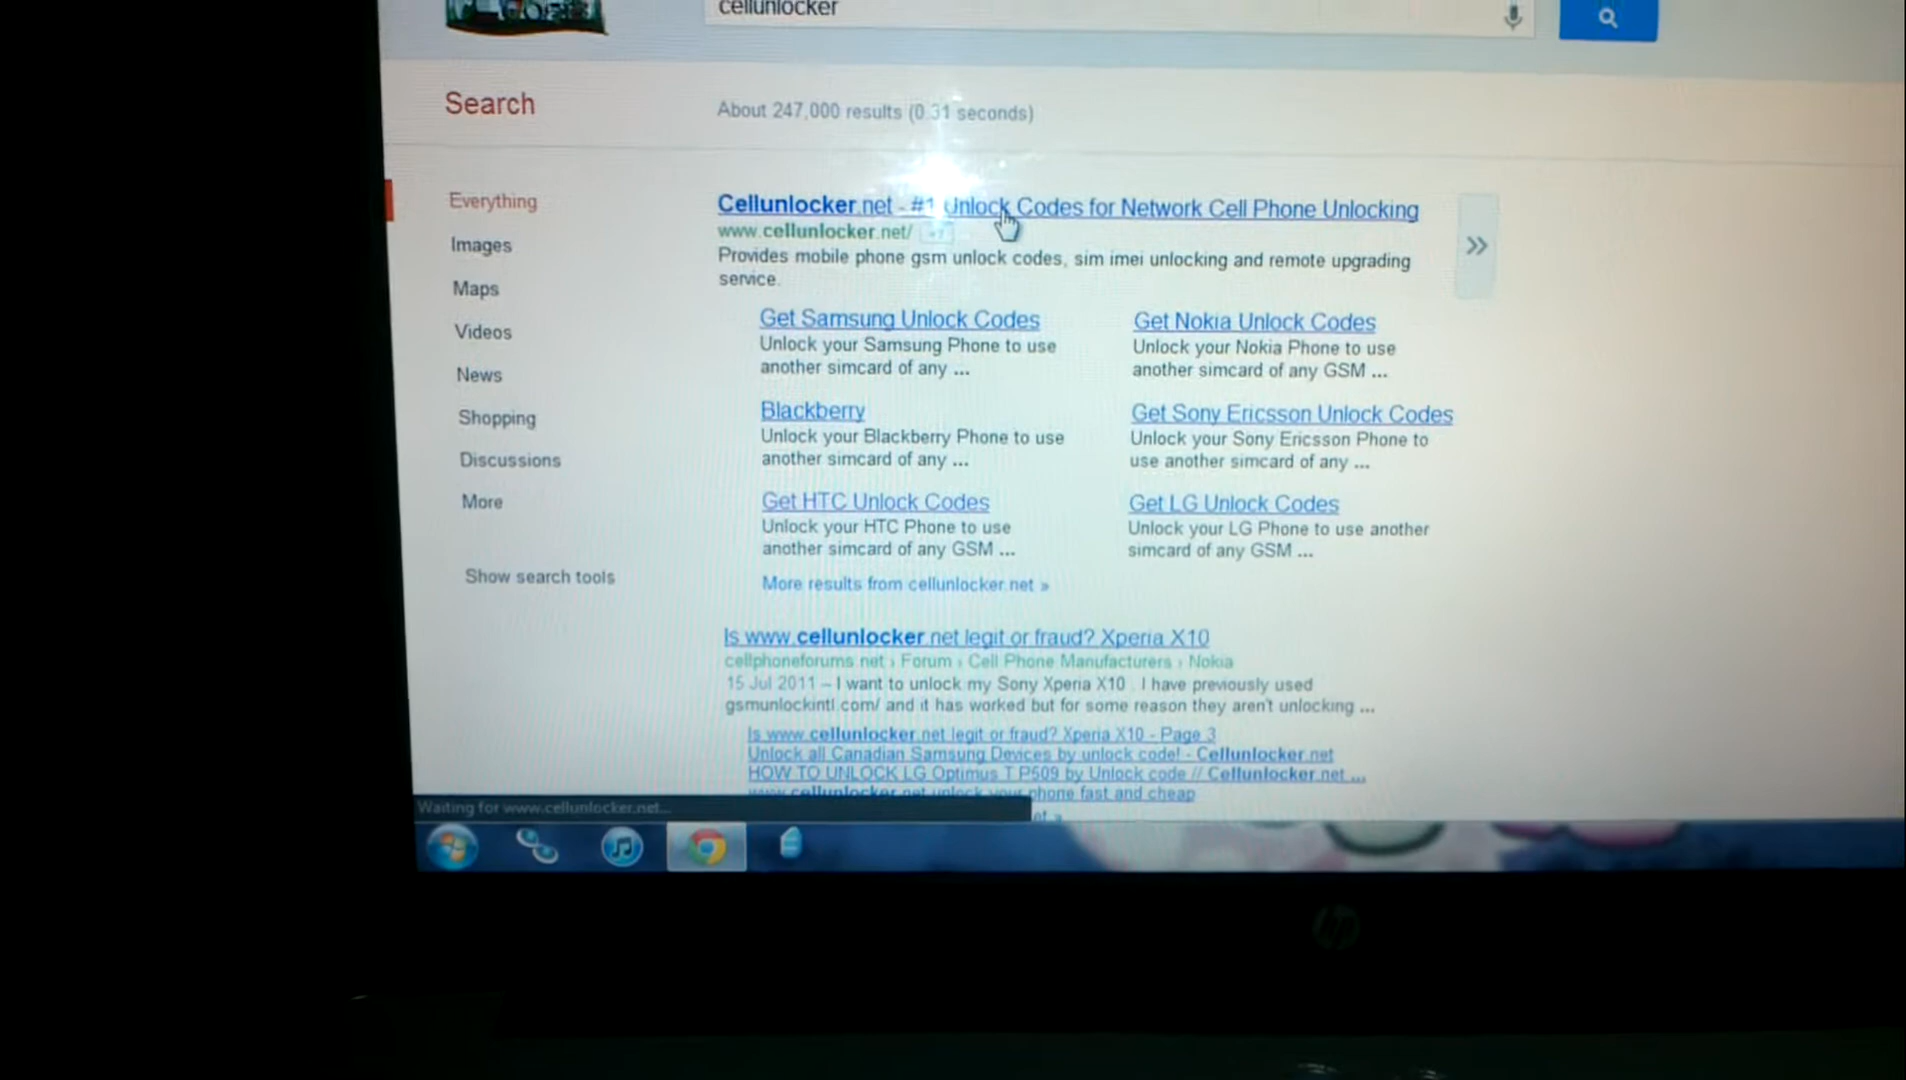 cellunlocker
Search
About 247,000 results (0.31 seconds)
Everything
Images
Maps
Videos
News
Shopping
Discussions
More
Show search tools
Cellunlocker.net - #1 Unlock Codes for Network Cell Phone Unlocking
www.cellunlocker.net/
Provides mobile phone gsm unlock codes, sim imei unlocking and remote upgrading
service.
Get Samsung Unlock Codes
Unlock your Samsung Phone to use
another simcard of any ...
Get Nokia Unlock Codes
Unlock your Nokia Phone to use
another simcard of any GSM ...
Blackberry
Unlock your Blackberry Phone to use
another simcard of any ...
Get Sony Ericsson Unlock Codes
Unlock your Sony Ericsson Phone to
use another simcard of any ...
Get HTC Unlock Codes
Unlock your HTC Phone to use
another simcard of any GSM ...
Get LG Unlock Codes
Unlock your LG Phone to use another
simcard of any GSM ...
More results from cellunlocker.net »
Is www.cellunlocker.net legit or fraud? Xperia X10
cellphoneforums.net › Forum › Cell Phone Manufacturers › Nokia
15 Jul 2011 – I want to unlock my Sony Xperia X10 . I have previously used
gsmunlockintl.com/ and it has worked but for some reason they aren't unlocking ...
Is www.cellunlocker.net legit or fraud? Xperia X10 - Page 3
Unlock all Canadian Samsung Devices by unlock code! - Cellunlocker.net
HOW TO UNLOCK LG Optimus T P509 by Unlock code // Cellunlocker.net ...
www.cellunlocker.net unlock your phone fast and cheap
Waiting for www.cellunlocker.net...
hp